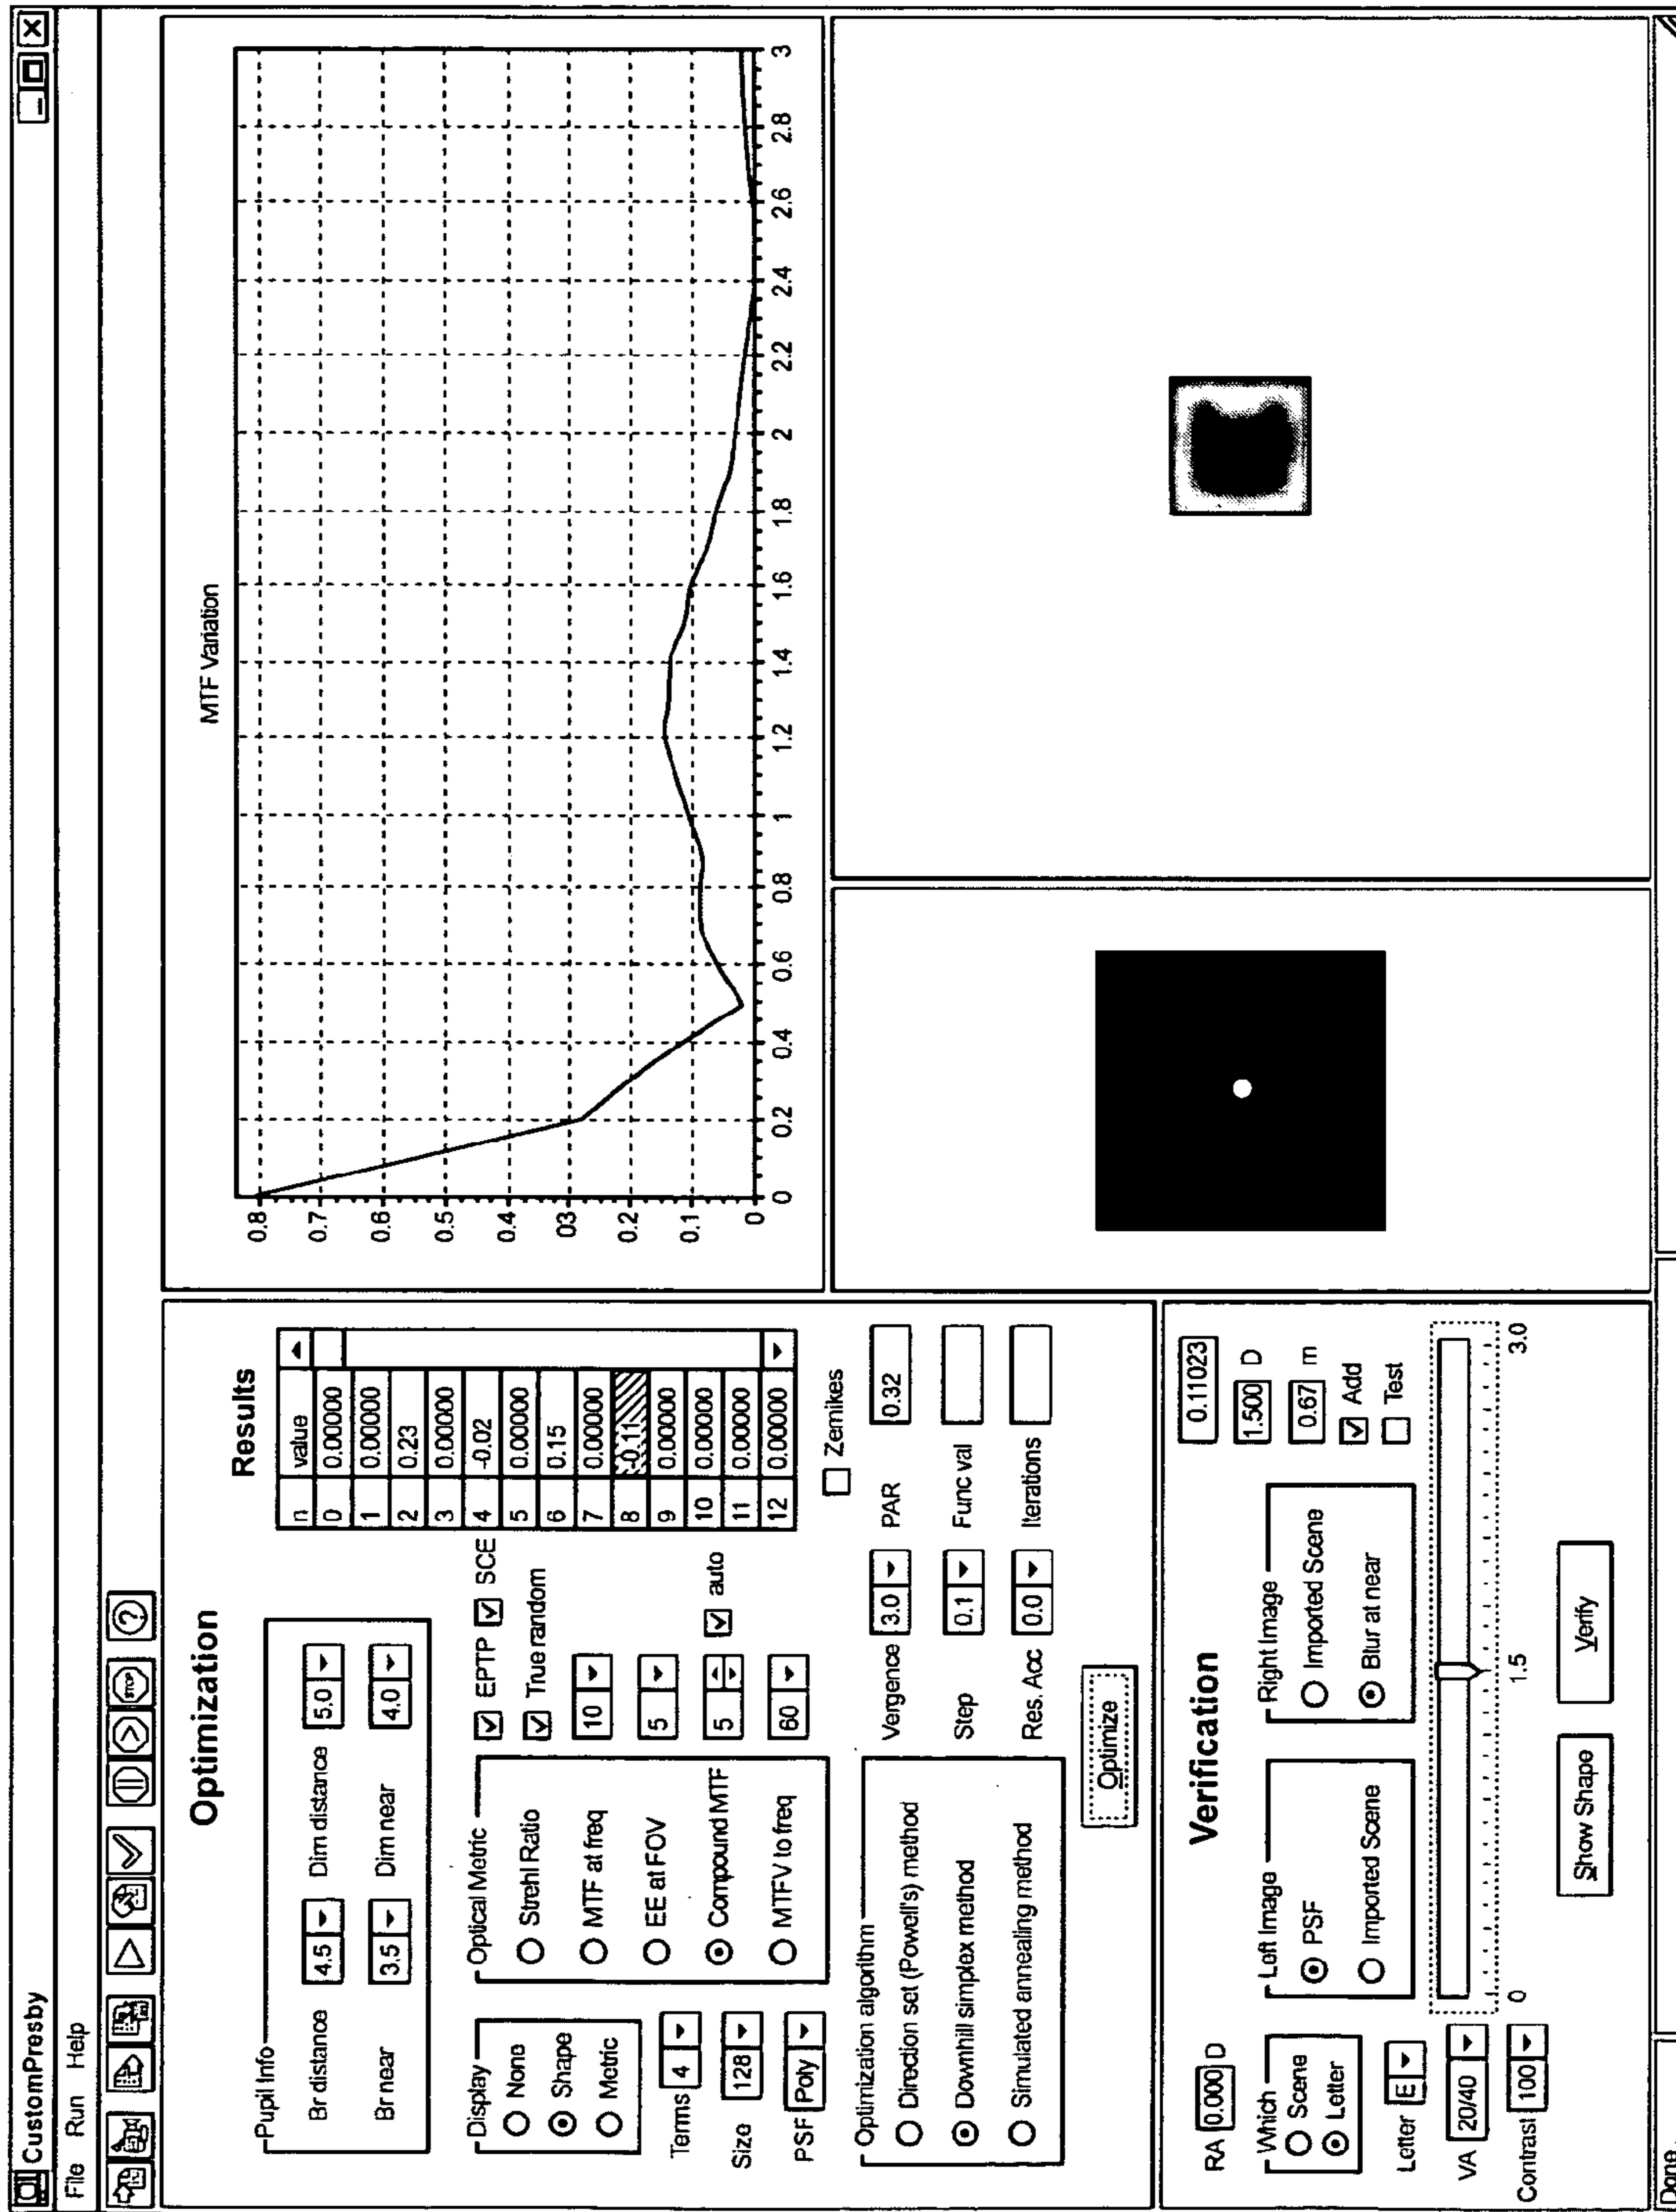 CustomPresby
File Run Help
STOP
?
Optimization
Pupil Info
Br distance 4.5 Dim distance 5.0
Br near 3.5 Dim near 4.0
Display
None
Shape
Metric
Terms 4
Size 128
PSF Poly
Optical Metric
Strehl Ratio
MTF at freq
EE at FOV
Compound MTF
MTFV to freq
EPTP SCE
True random
10
5
5 auto
60
Results
n value
0 0.00000
1 0.00000
2 0.23
3 0.00000
4 -0.02
5 0.00000
6 0.15
7 0.00000
8 -0.11
9 0.00000
10 0.00000
11 0.00000
12 0.00000
Zernikes
Optimization algorithm
Direction set (Powell's) method
Downhill simplex method
Simulated annealing method
Vergence 3.0 PAR 0.32
Step 0.1 Func val
Res. Acc 0.0 Iterations
Optimize
Verification
RA 0.000 D
Which
Scene
Letter
Letter E
VA 20/40
Contrast 100
Left Image
PSF
Imported Scene
Right Image
Imported Scene
Blur at near
0.11023
1.500 D
0.67 m
Add
Test
0 1.5 3.0
Show Shape
Verify
MTF Variation
0.8
0.7
0.6
0.5
0.4
03
0.2
0.1
0
0 0.2 0.4 0.6 0.8 1 1.2 1.4 1.6 1.8 2 2.2 2.4 2.6 2.8 3
Done